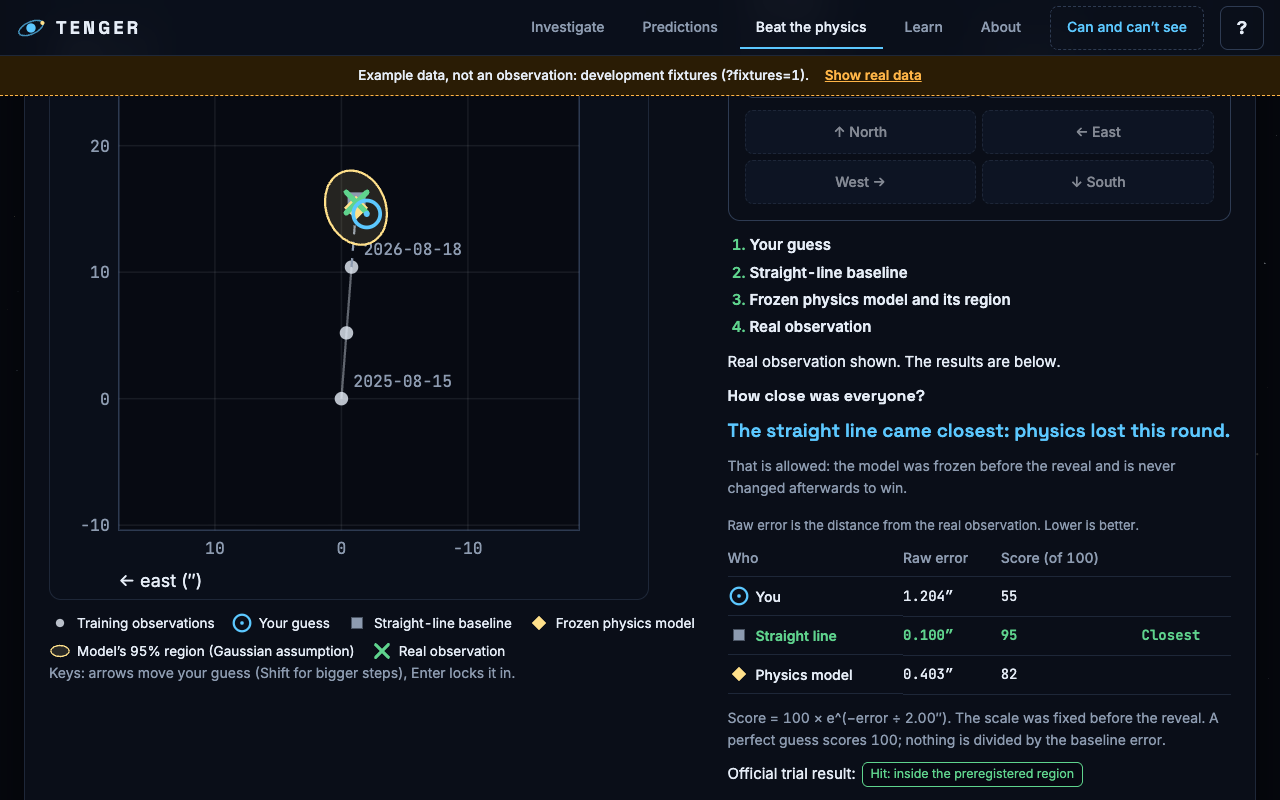 TENGER
Investigate
Predictions
Beat the physics
Learn
About
Can and can't see
?
Example data, not an observation: development fixtures (?fixtures=1). Show real data
20
10
0
-10
10
0
-10
2026-08-18
2025-08-15
← east (″)
Training observations
Your guess
Straight-line baseline
Frozen physics model
Model's 95% region (Gaussian assumption)
Real observation
Keys: arrows move your guess (Shift for bigger steps), Enter locks it in.
↑ North
← East
West →
↓ South
1. Your guess
2. Straight-line baseline
3. Frozen physics model and its region
4. Real observation
Real observation shown. The results are below.
How close was everyone?
The straight line came closest: physics lost this round.
That is allowed: the model was frozen before the reveal and is never
changed afterwards to win.
Raw error is the distance from the real observation. Lower is better.
Who Raw error Score (of 100)
You 1.204″ 55
Straight line 0.100″ 95 Closest
Physics model 0.403″ 82
Score = 100 × e^(−error ÷ 2.00″). The scale was fixed before the reveal. A
perfect guess scores 100; nothing is divided by the baseline error.
Official trial result: Hit: inside the preregistered region